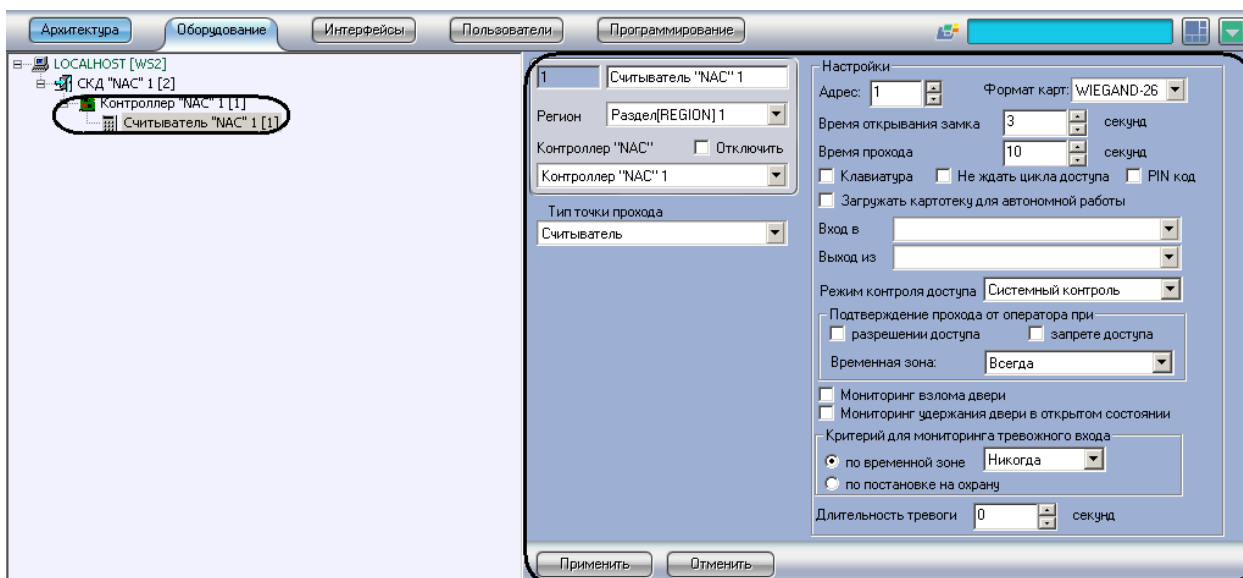 Архитектура Оборудование Интерфейсы Пользователи Программирование
LOCALHOST [WS2]
СКД "NAC" 1 [2]
Контроллер "NAC" 1 [1]
Считыватель "NAC" 1 [1]
1 Считыватель "NAC" 1
Регион Раздел[REGION] 1
Контроллер "NAC" Отключить
Контроллер "NAC" 1
Тип точки прохода
Считыватель
Настройки
Адрес: 1 Формат карт: WIEGAND-26
Время открывания замка 3 секунд
Время прохода 10 секунд
Клавиатура Не ждать цикла доступа PIN код
Загружать картотеку для автономной работы
Вход в
Выход из
Режим контроля доступа Системный контроль
Подтверждение прохода от оператора при
разрешении доступа запрете доступа
Временная зона: Всегда
Мониторинг взлома двери
Мониторинг удержания двери в открытом состоянии
Критерий для мониторинга тревожного входа
по временной зоне Никогда
по постановке на охрану
Длительность тревоги 0 секунд
Применить Отменить